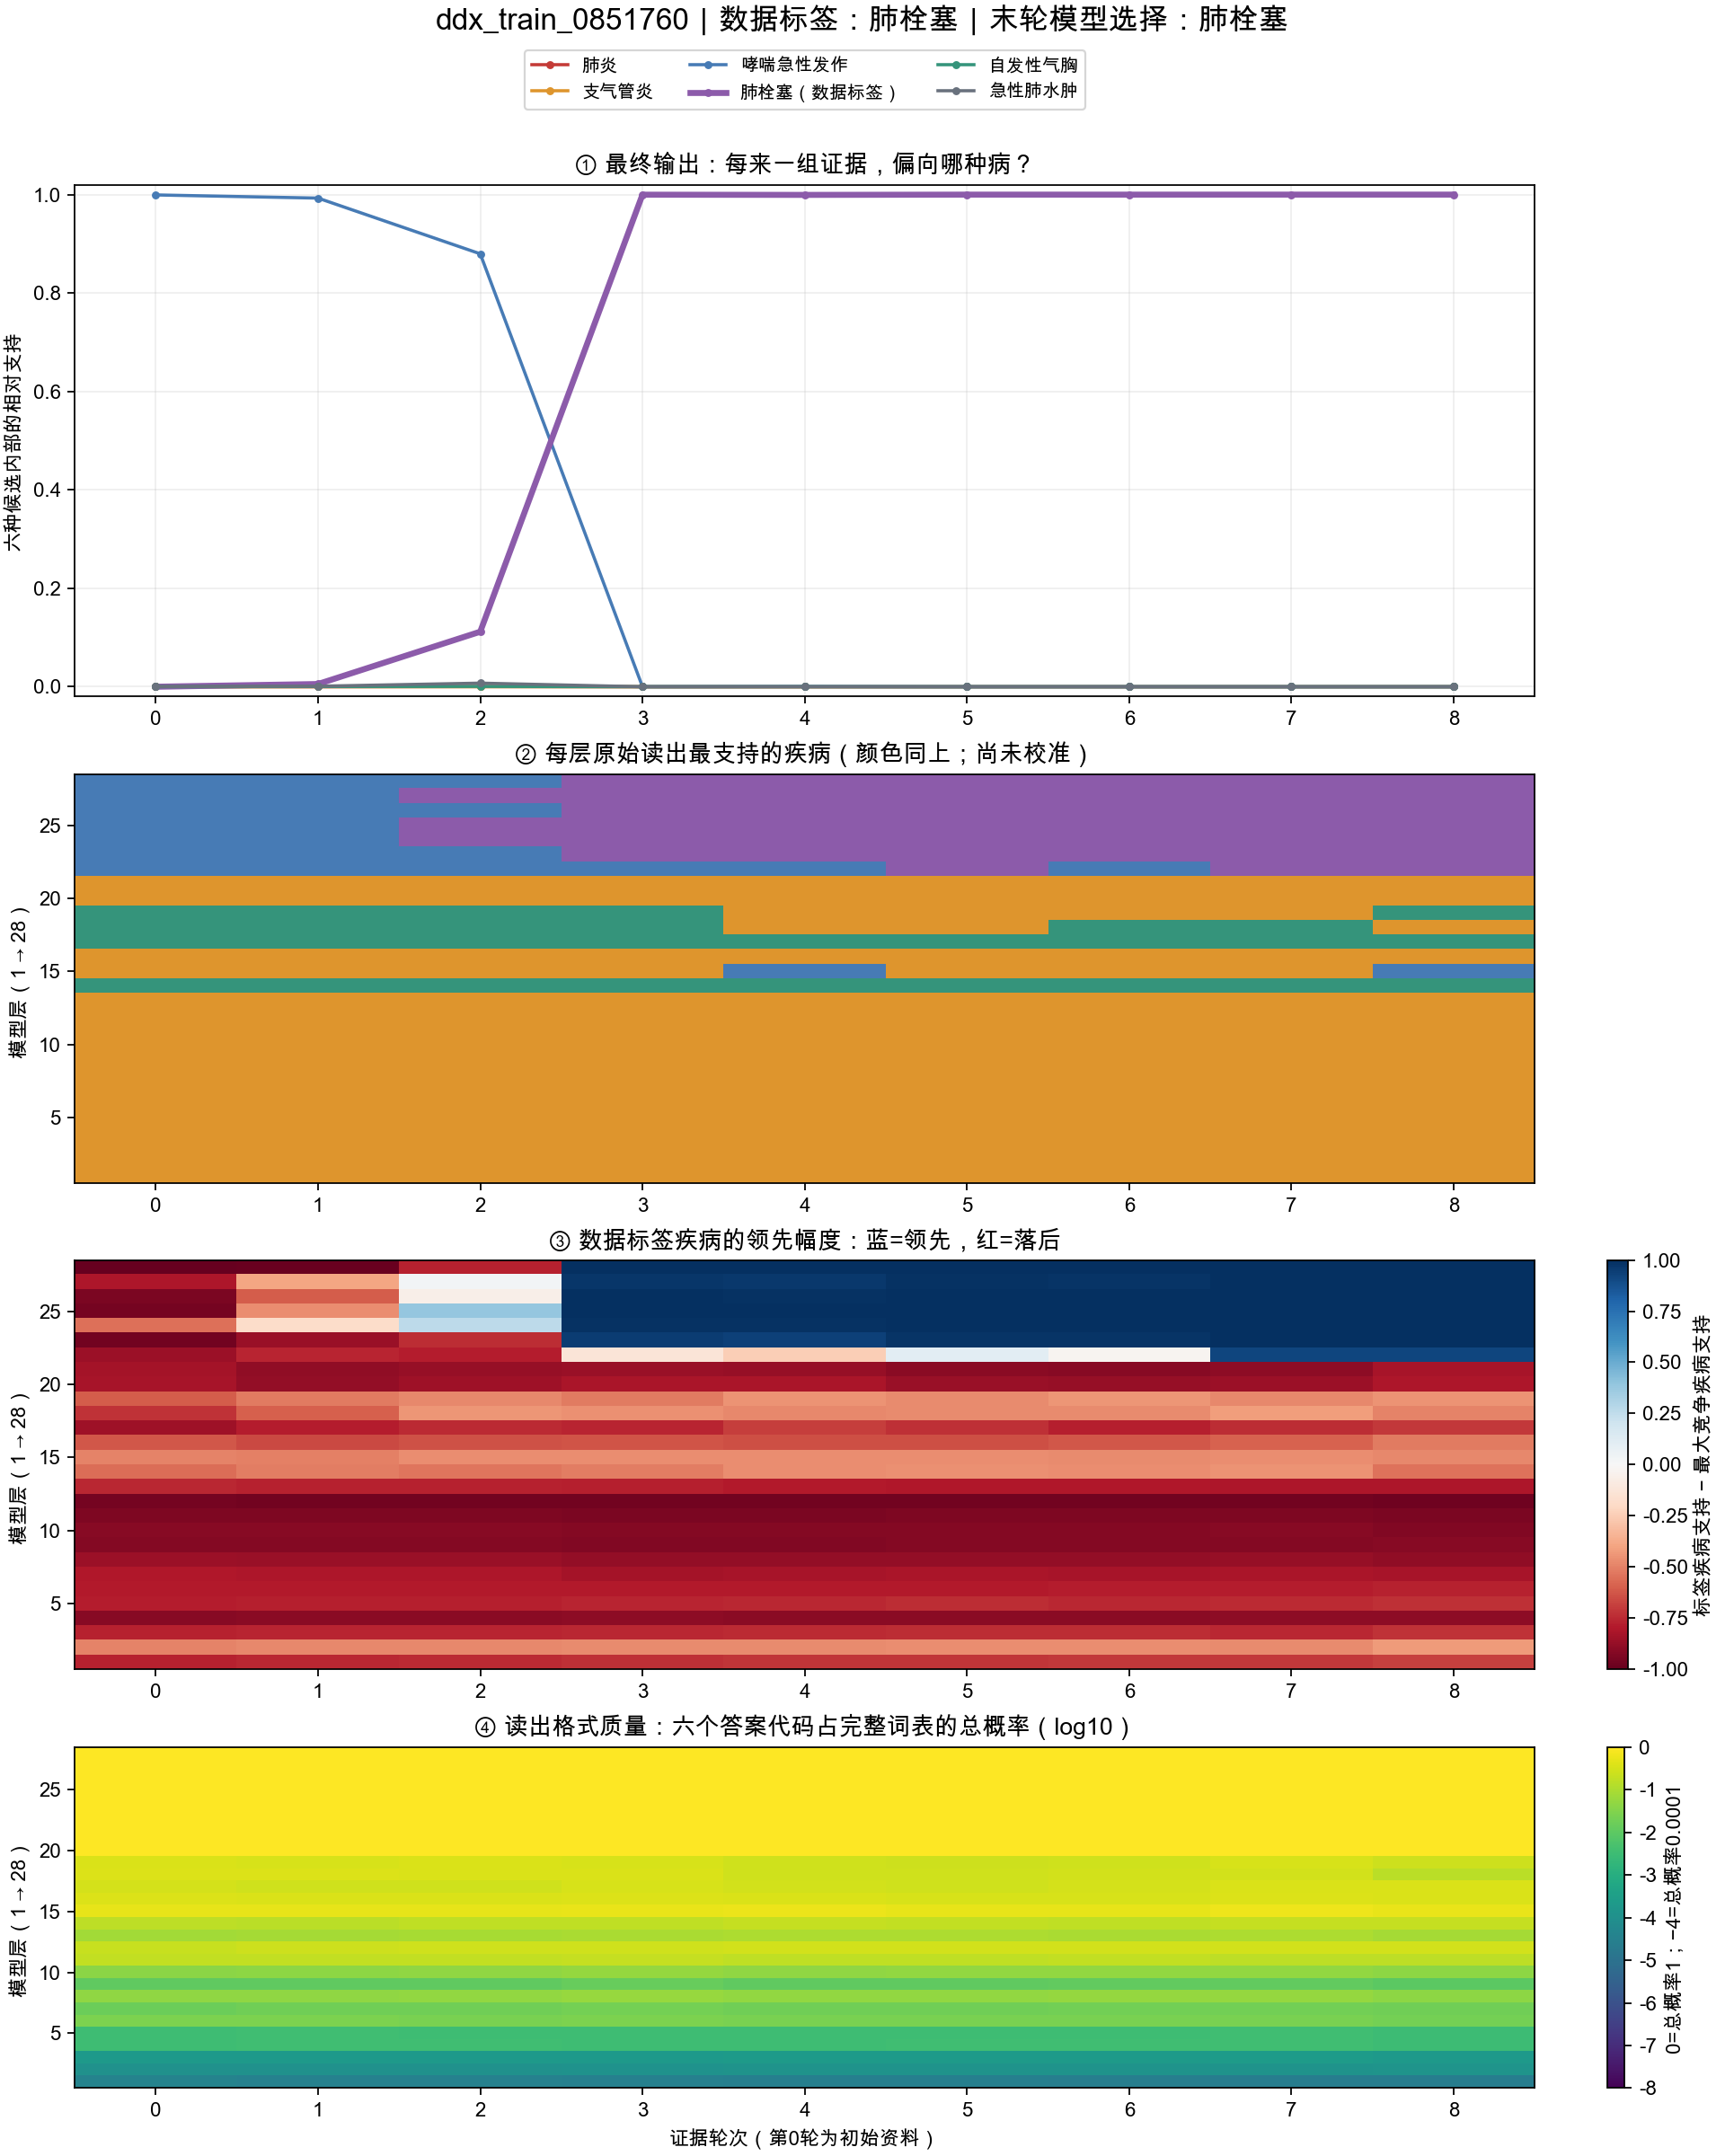 ddx_train_0851760 | 数据标签：肺栓塞 | 末轮模型选择：肺栓塞
肺炎
哮喘急性发作
自发性气胸
支气管炎
肺栓塞（数据标签）
急性肺水肿
① 最终输出：每来一组证据，偏向哪种病？
六种候选内部的相对支持
1.0
0.8
0.6
0.4
0.2
0.0
0 1 2 3 4 5 6 7 8
② 每层原始读出最支持的疾病（颜色同上；尚未校准）
模型层（1→28）
25
20
15
10
5
0 1 2 3 4 5 6 7 8
③ 数据标签疾病的领先幅度：蓝=领先，红=落后
模型层（1→28）
25
20
15
10
5
0 1 2 3 4 5 6 7 8
1.00
0.75
0.50
0.25
0.00
-0.25
-0.50
-0.75
-1.00
标签疾病支持 − 最大竞争疾病支持
④ 读出格式质量：六个答案代码占完整词表的总概率（log10）
模型层（1→28）
25
20
15
10
5
0 1 2 3 4 5 6 7 8
证据轮次（第0轮为初始资料）
0
-1
-2
-3
-4
-5
-6
-7
-8
0=总概率1；−4=总概率0.0001